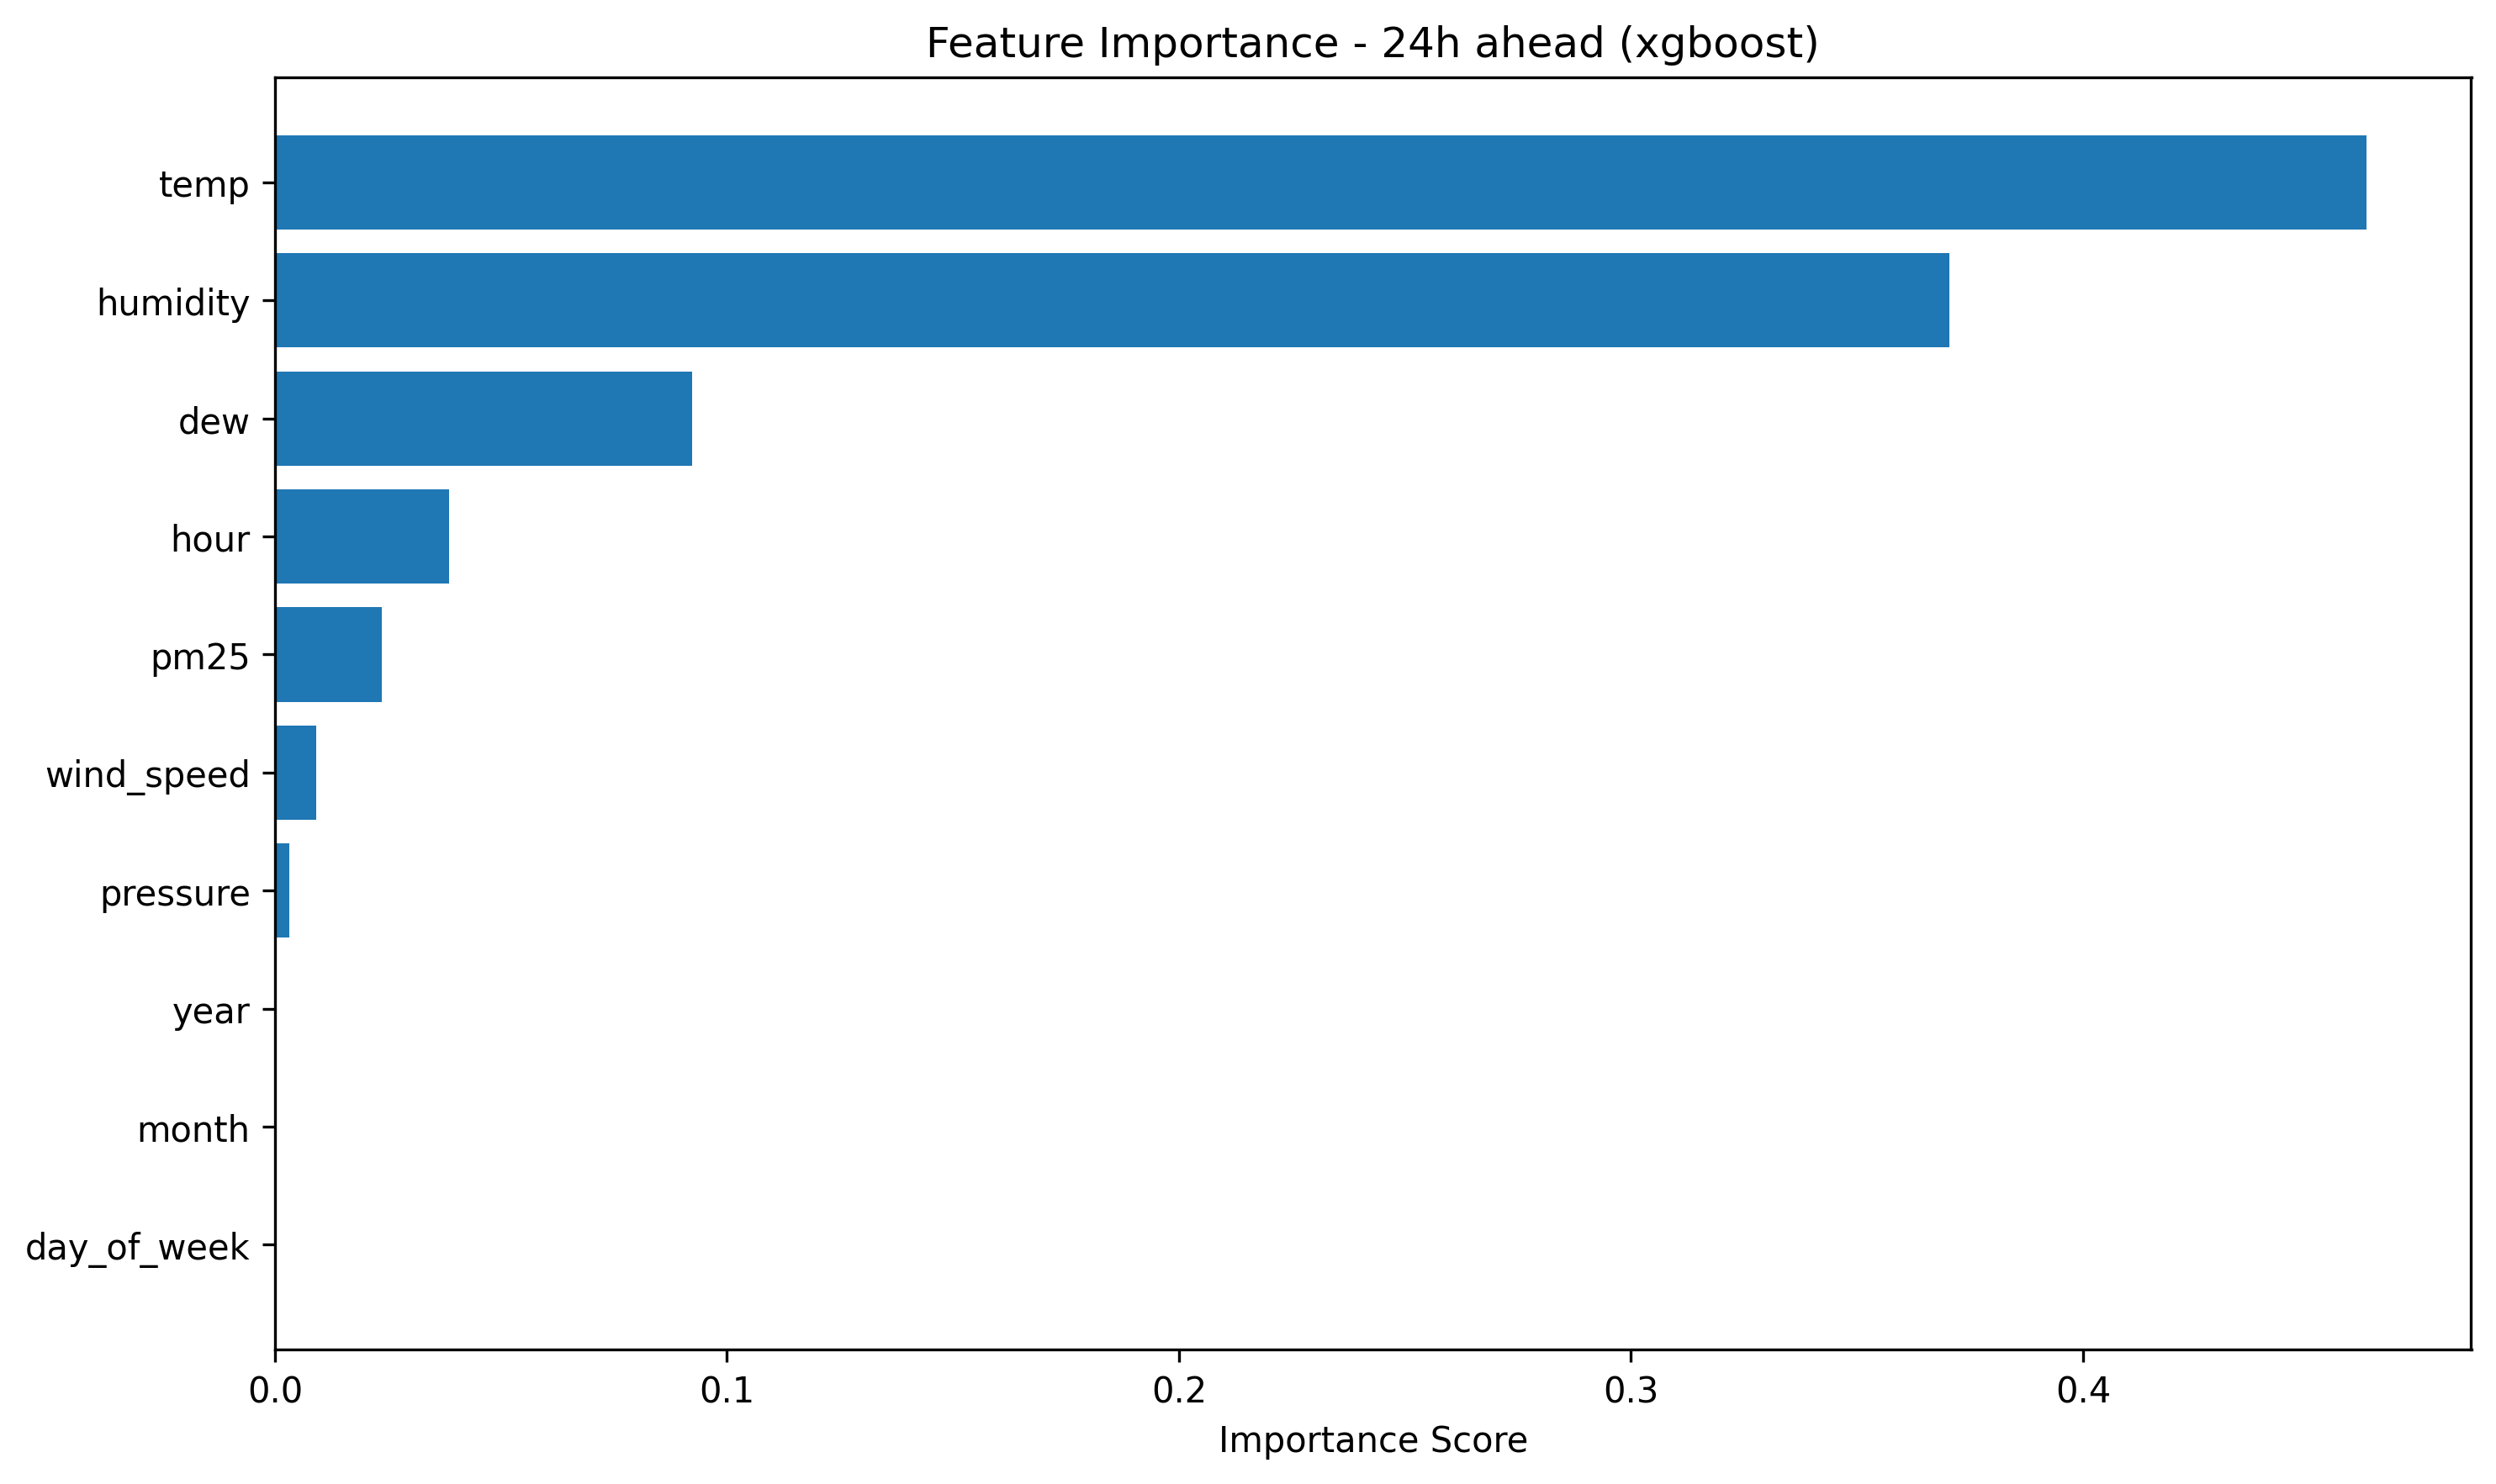 Feature Importance - 24h ahead (xgboost)
temp
humidity
dew
hour
pm25
wind_speed
pressure
year
month
day_of_week
0.0 0.1 0.2 0.3 0.4
Importance Score